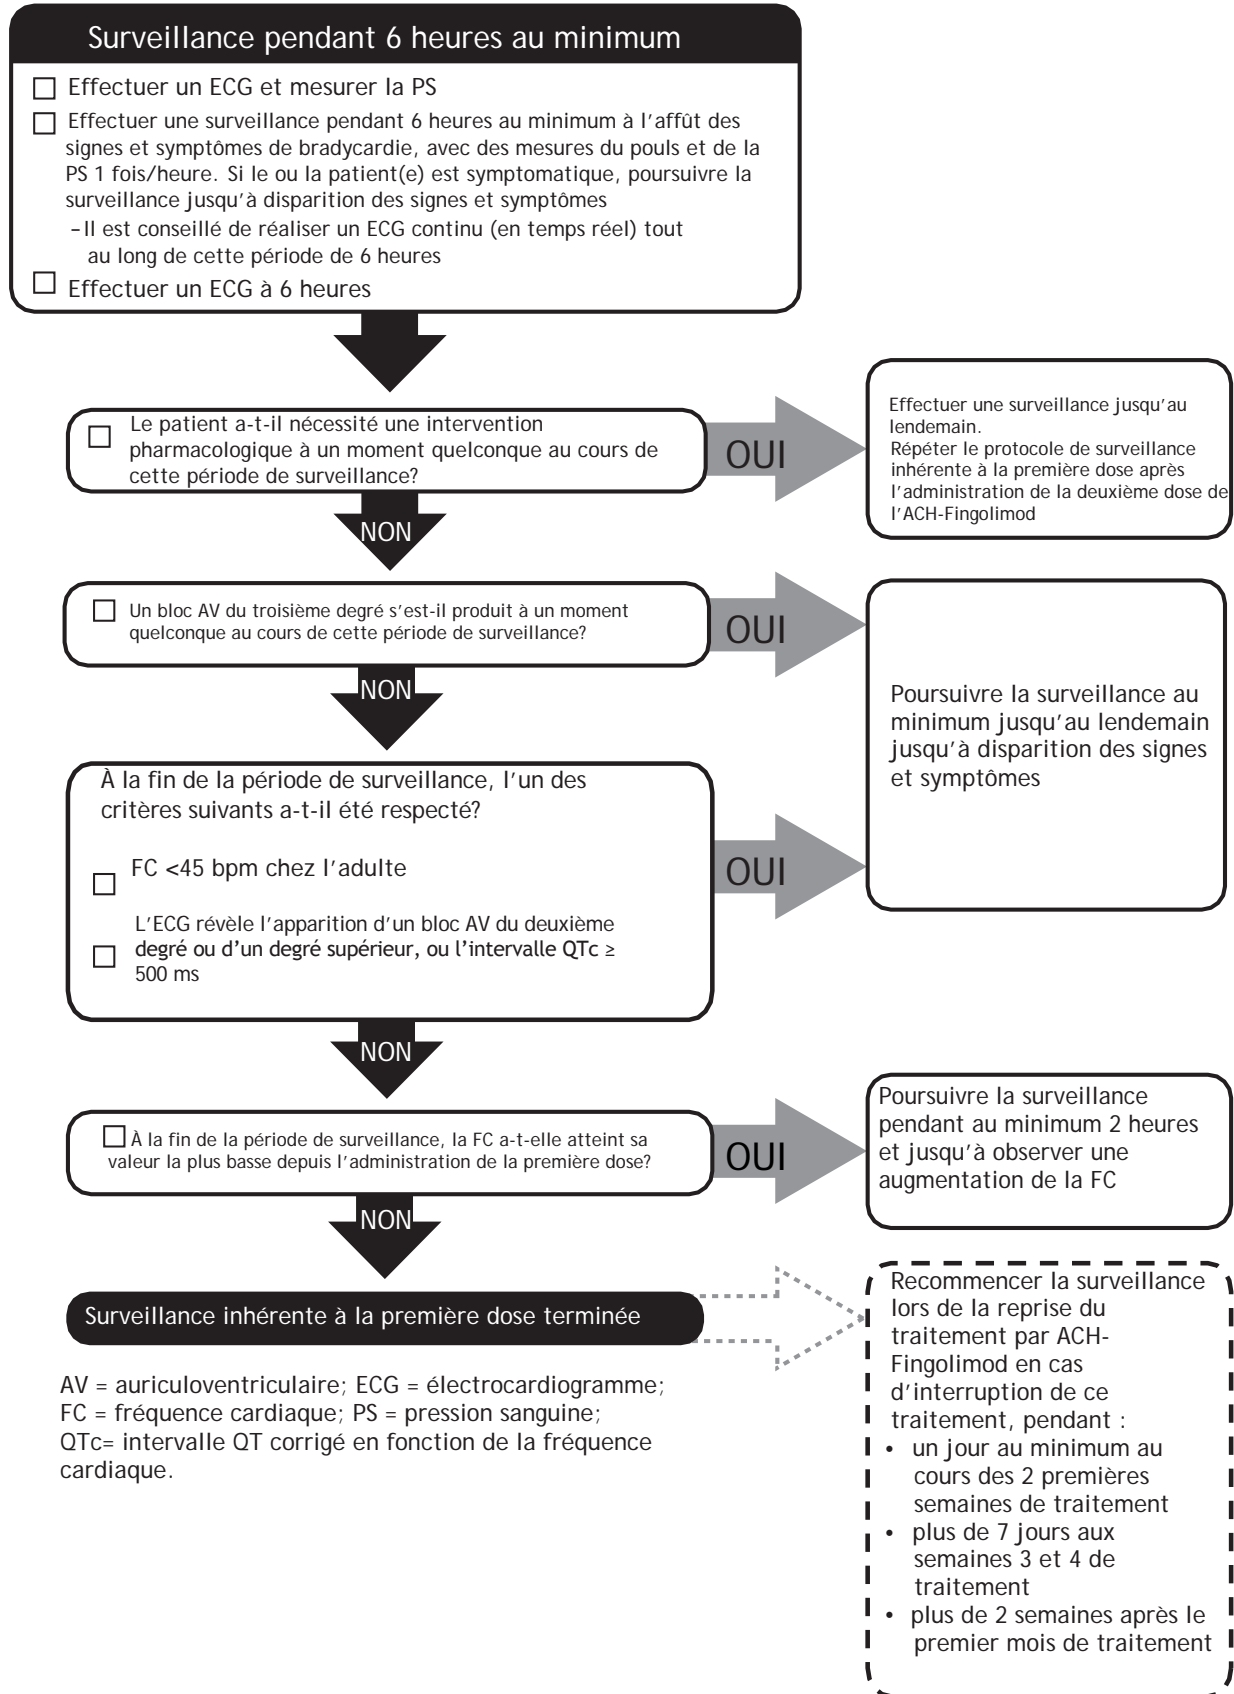 Surveillance pendant 6 heures au minimum
Effectuer un ECG et mesurer la PS
Effectuer une surveillance pendant 6 heures au minimum à l'affût des
signes et symptômes de bradycardie, avec des mesures du pouls et de la
PS 1 fois/heure. Si le ou la patient(e) est symptomatique, poursuivre la
surveillance jusqu'à disparition des signes et symptômes
–Il est conseillé de réaliser un ECG continu (en temps réel) tout
au long de cette période de 6 heures
Effectuer un ECG à 6 heures
Le patient a-t-il nécessité une intervention
pharmacologique à un moment quelconque au cours de
cette période de surveillance?
OUI
Effectuer une surveillance jusqu'au
lendemain.
Répéter le protocole de surveillance
inhérente à la première dose après
l'administration de la deuxième dose de
l'ACH-Fingolimod
NON
Un bloc AV du troisième degré s'est-il produit à un moment
quelconque au cours de cette période de surveillance?
OUI
Poursuivre la surveillance au
minimum jusqu'au lendemain
jusqu'à disparition des signes
et symptômes
NON
À la fin de la période de surveillance, l'un des
critères suivants a-t-il été respecté?
FC <45 bpm chez l'adulte
L'ECG révèle l'apparition d'un bloc AV du deuxième
degré ou d'un degré supérieur, ou l'intervalle QTc ≥
500 ms
OUI
NON
À la fin de la période de surveillance, la FC a-t-elle atteint sa
valeur la plus basse depuis l'administration de la première dose?
OUI
Poursuivre la surveillance
pendant au minimum 2 heures
et jusqu'à observer une
augmentation de la FC
NON
Surveillance inhérente à la première dose terminée
Recommencer la surveillance
lors de la reprise du
traitement par ACH-
Fingolimod en cas
d'interruption de ce
traitement, pendant :
• un jour au minimum au
cours des 2 premières
semaines de traitement
• plus de 7 jours aux
semaines 3 et 4 de
traitement
• plus de 2 semaines après le
premier mois de traitement
AV = auriculoventriculaire; ECG = électrocardiogramme;
FC = fréquence cardiaque; PS = pression sanguine;
QTc= intervalle QT corrigé en fonction de la fréquence
cardiaque.